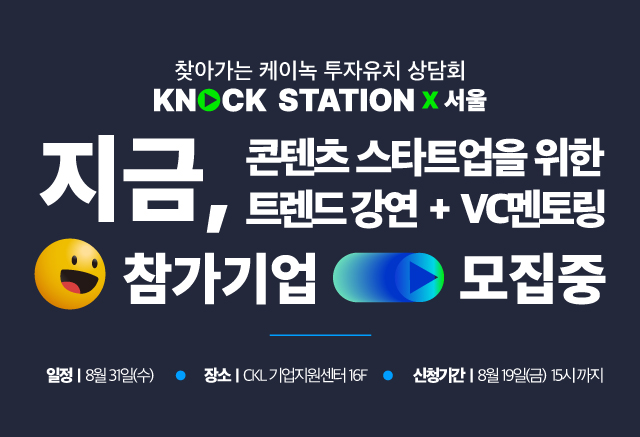 찾아가는 케이녹 투자유치 상담회
KNOCK STATION X 서울
지금, 콘텐츠 스타트업을 위한
트렌드 강연 + VC멘토링
참가기업 모집중
일정 | 8월 31일(수) ● 장소 | CKL 기업지원센터 16F ● 신청기간 | 8월 19일(금) 15시 까지